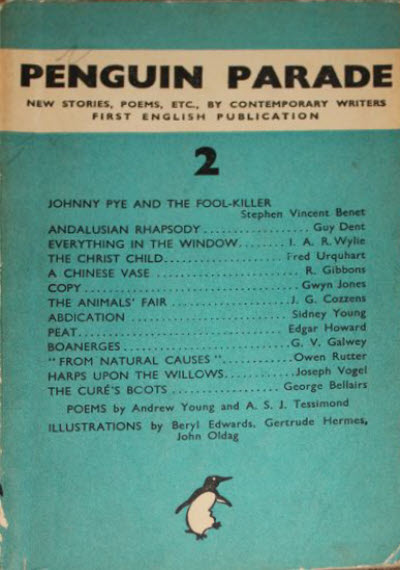 PENGUIN PARADE
NEW STORIES, POEMS, ETC., BY CONTEMPORARY WRITERS
FIRST ENGLISH PUBLICATION
2
JOHNNY PYE AND THE FOOL-KILLER
Stephen Vincent Benet
ANDALUSIAN RHAPSODY Guy Dent
EVERYTHING IN THE WINDOW I. A. R. Wylie
THE CHRIST CHILD Fred Urquhart
A CHINESE VASE R. Gibbons
COPY Gwyn Jones
THE ANIMALS' FAIR J. G. Cozzens
ABDICATION Sidney Young
PEAT Edgar Howard
BOANERGES G. V. Galwey
"FROM NATURAL CAUSES" Owen Rutter
HARPS UPON THE WILLOWS Joseph Vogel
THE CURÉ'S BOOTS George Bellairs
POEMS by Andrew Young and A. S. J. Tessimond
ILLUSTRATIONS by Beryl Edwards, Gertrude Hermes,
John Oldag